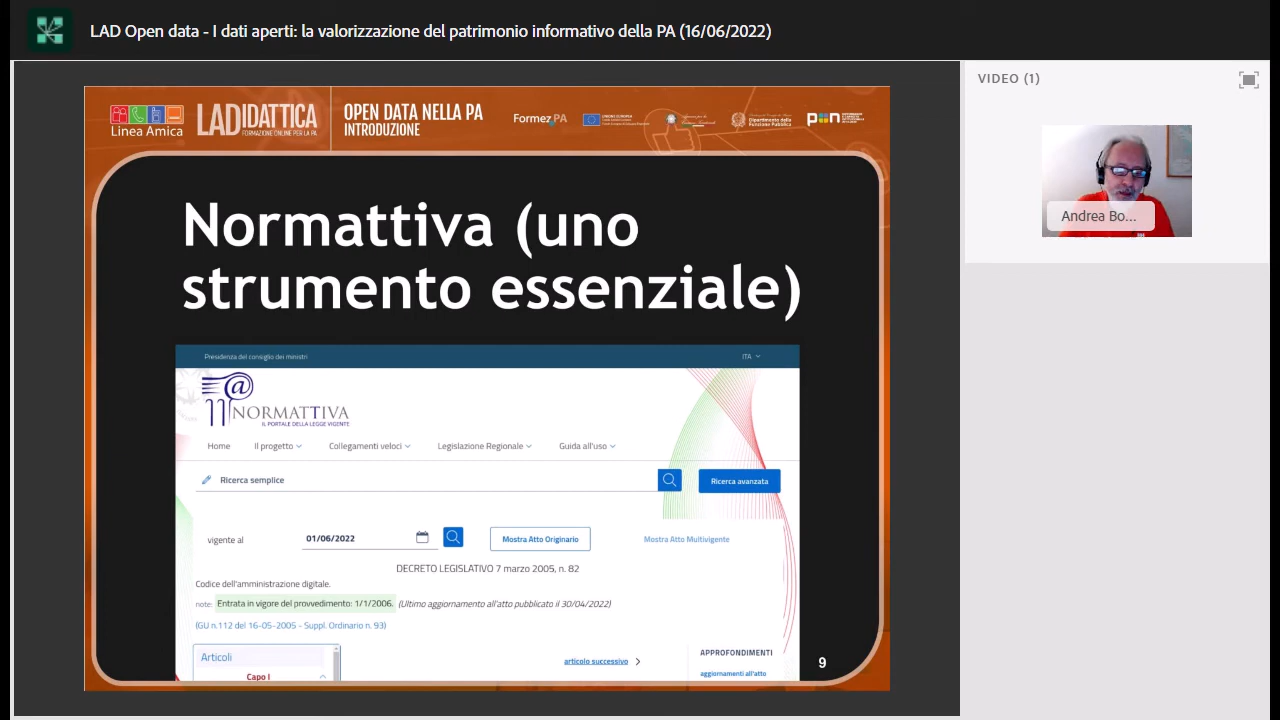 LAD Open data - I dati aperti: la valorizzazione del patrimonio informativo della PA (16/06/2022)
VIDEO (1)
Linea Amica
LADIDATTICA
FORMAZIONE ONLINE PER LA PA
OPEN DATA NELLA PA
INTRODUZIONE
Formez PA
UNIONE EUROPEA
Dipartimento della
Funzione Pubblica
pon
Andrea Bo...
Normattiva (uno
strumento essenziale)
Presidenza del consiglio dei ministri
ITA
NORMATTIVA
IL PORTALE DELLA LEGGE VIGENTE
Home Il progetto Collegamenti veloci Legislazione Regionale Guida all'uso
Ricerca semplice
Ricerca avanzata
vigente al 01/06/2022 Mostra Atto Originario Mostra Atto Multivigente
DECRETO LEGISLATIVO 7 marzo 2005, n. 82
Codice dell'amministrazione digitale.
note: Entrata in vigore del provvedimento: 1/1/2006. (Ultimo aggiornamento all'atto pubblicato il 30/04/2022)
(GU n.112 del 16-05-2005 - Suppl. Ordinario n. 93)
Articoli
Capo I
articolo successivo
APPROFONDIMENTI
aggiornamenti all'atto
9